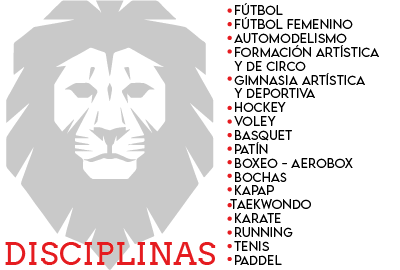 FÚTBOL
FÚTBOL FEMENINO
AUTOMODELISMO
FORMACIÓN ARTÍSTICA
Y DE CIRCO
GIMNASIA ARTÍSTICA
Y DEPORTIVA
HOCKEY
VOLEY
BASQUET
PATÍN
BOXEO - AEROBOX
BOCHAS
KAPAP
TAEKWONDO
KARATE
RUNNING
TENIS
PADDEL
DISCIPLINAS